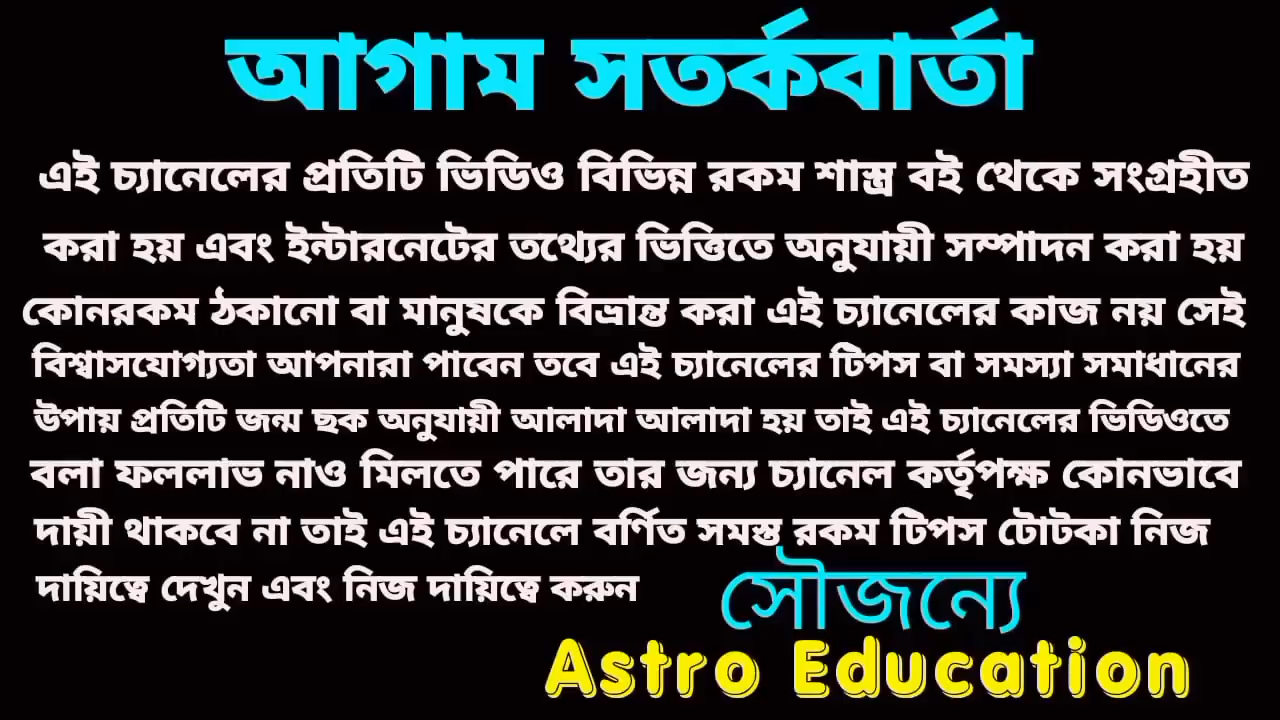 আগাম সতর্কবার্তা
এই চ্যানেলের প্রতিটি ভিডিও বিভিন্ন রকম শাস্ত্র বই থেকে সংগ্রহীত
করা হয় এবং ইন্টারনেটের তথ্যের ভিত্তিতে অনুযায়ী সম্পাদন করা হয়
কোনরকম ঠকানো বা মানুষকে বিভ্রান্ত করা এই চ্যানেলের কাজ নয় সেই
বিশ্বাসযোগ্যতা আপনারা পাবেন তবে এই চ্যানেলের টিপস বা সমস্যা সমাধানের
উপায় প্রতিটি জন্ম ছক অনুযায়ী আলাদা আলাদা হয় তাই এই চ্যানেলের ভিডিওতে
বলা ফললাভ নাও মিলতে পারে তার জন্য চ্যানেল কর্তৃপক্ষ কোনভাবে
দায়ী থাকবে না তাই এই চ্যানেলে বর্ণিত সমস্ত রকম টিপস টোটকা নিজ
দায়িত্বে দেখুন এবং নিজ দায়িত্বে করুন
সৌজন্যে
Astro Education